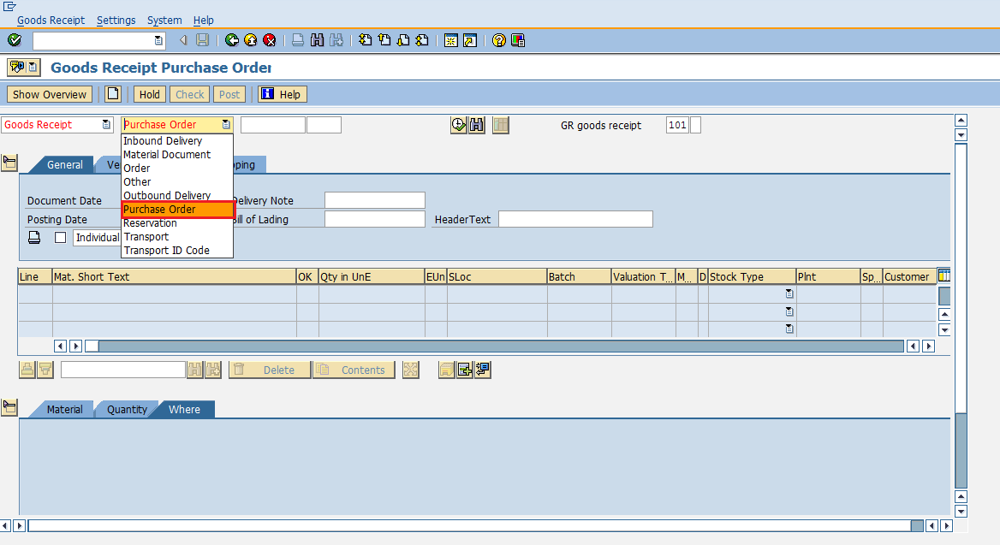 Goods Receipt Settings System Help
Goods Receipt Purchase Order
Show Overview Hold Check Post Help
Goods Receipt Purchase Order GR goods receipt 101
Inbound Delivery
Material Document
Order
Other
Outbound Delivery
Purchase Order
Reservation
Transport
Transport ID Code
General Ve pping
Document Date Delivery Note
Posting Date Bill of Lading HeaderText
Individual
Line Mat. Short Text OK Qty in UnE EUn SLoc Batch Valuation T... M... D Stock Type Plnt Sp... Customer
Delete Contents
Material Quantity Where